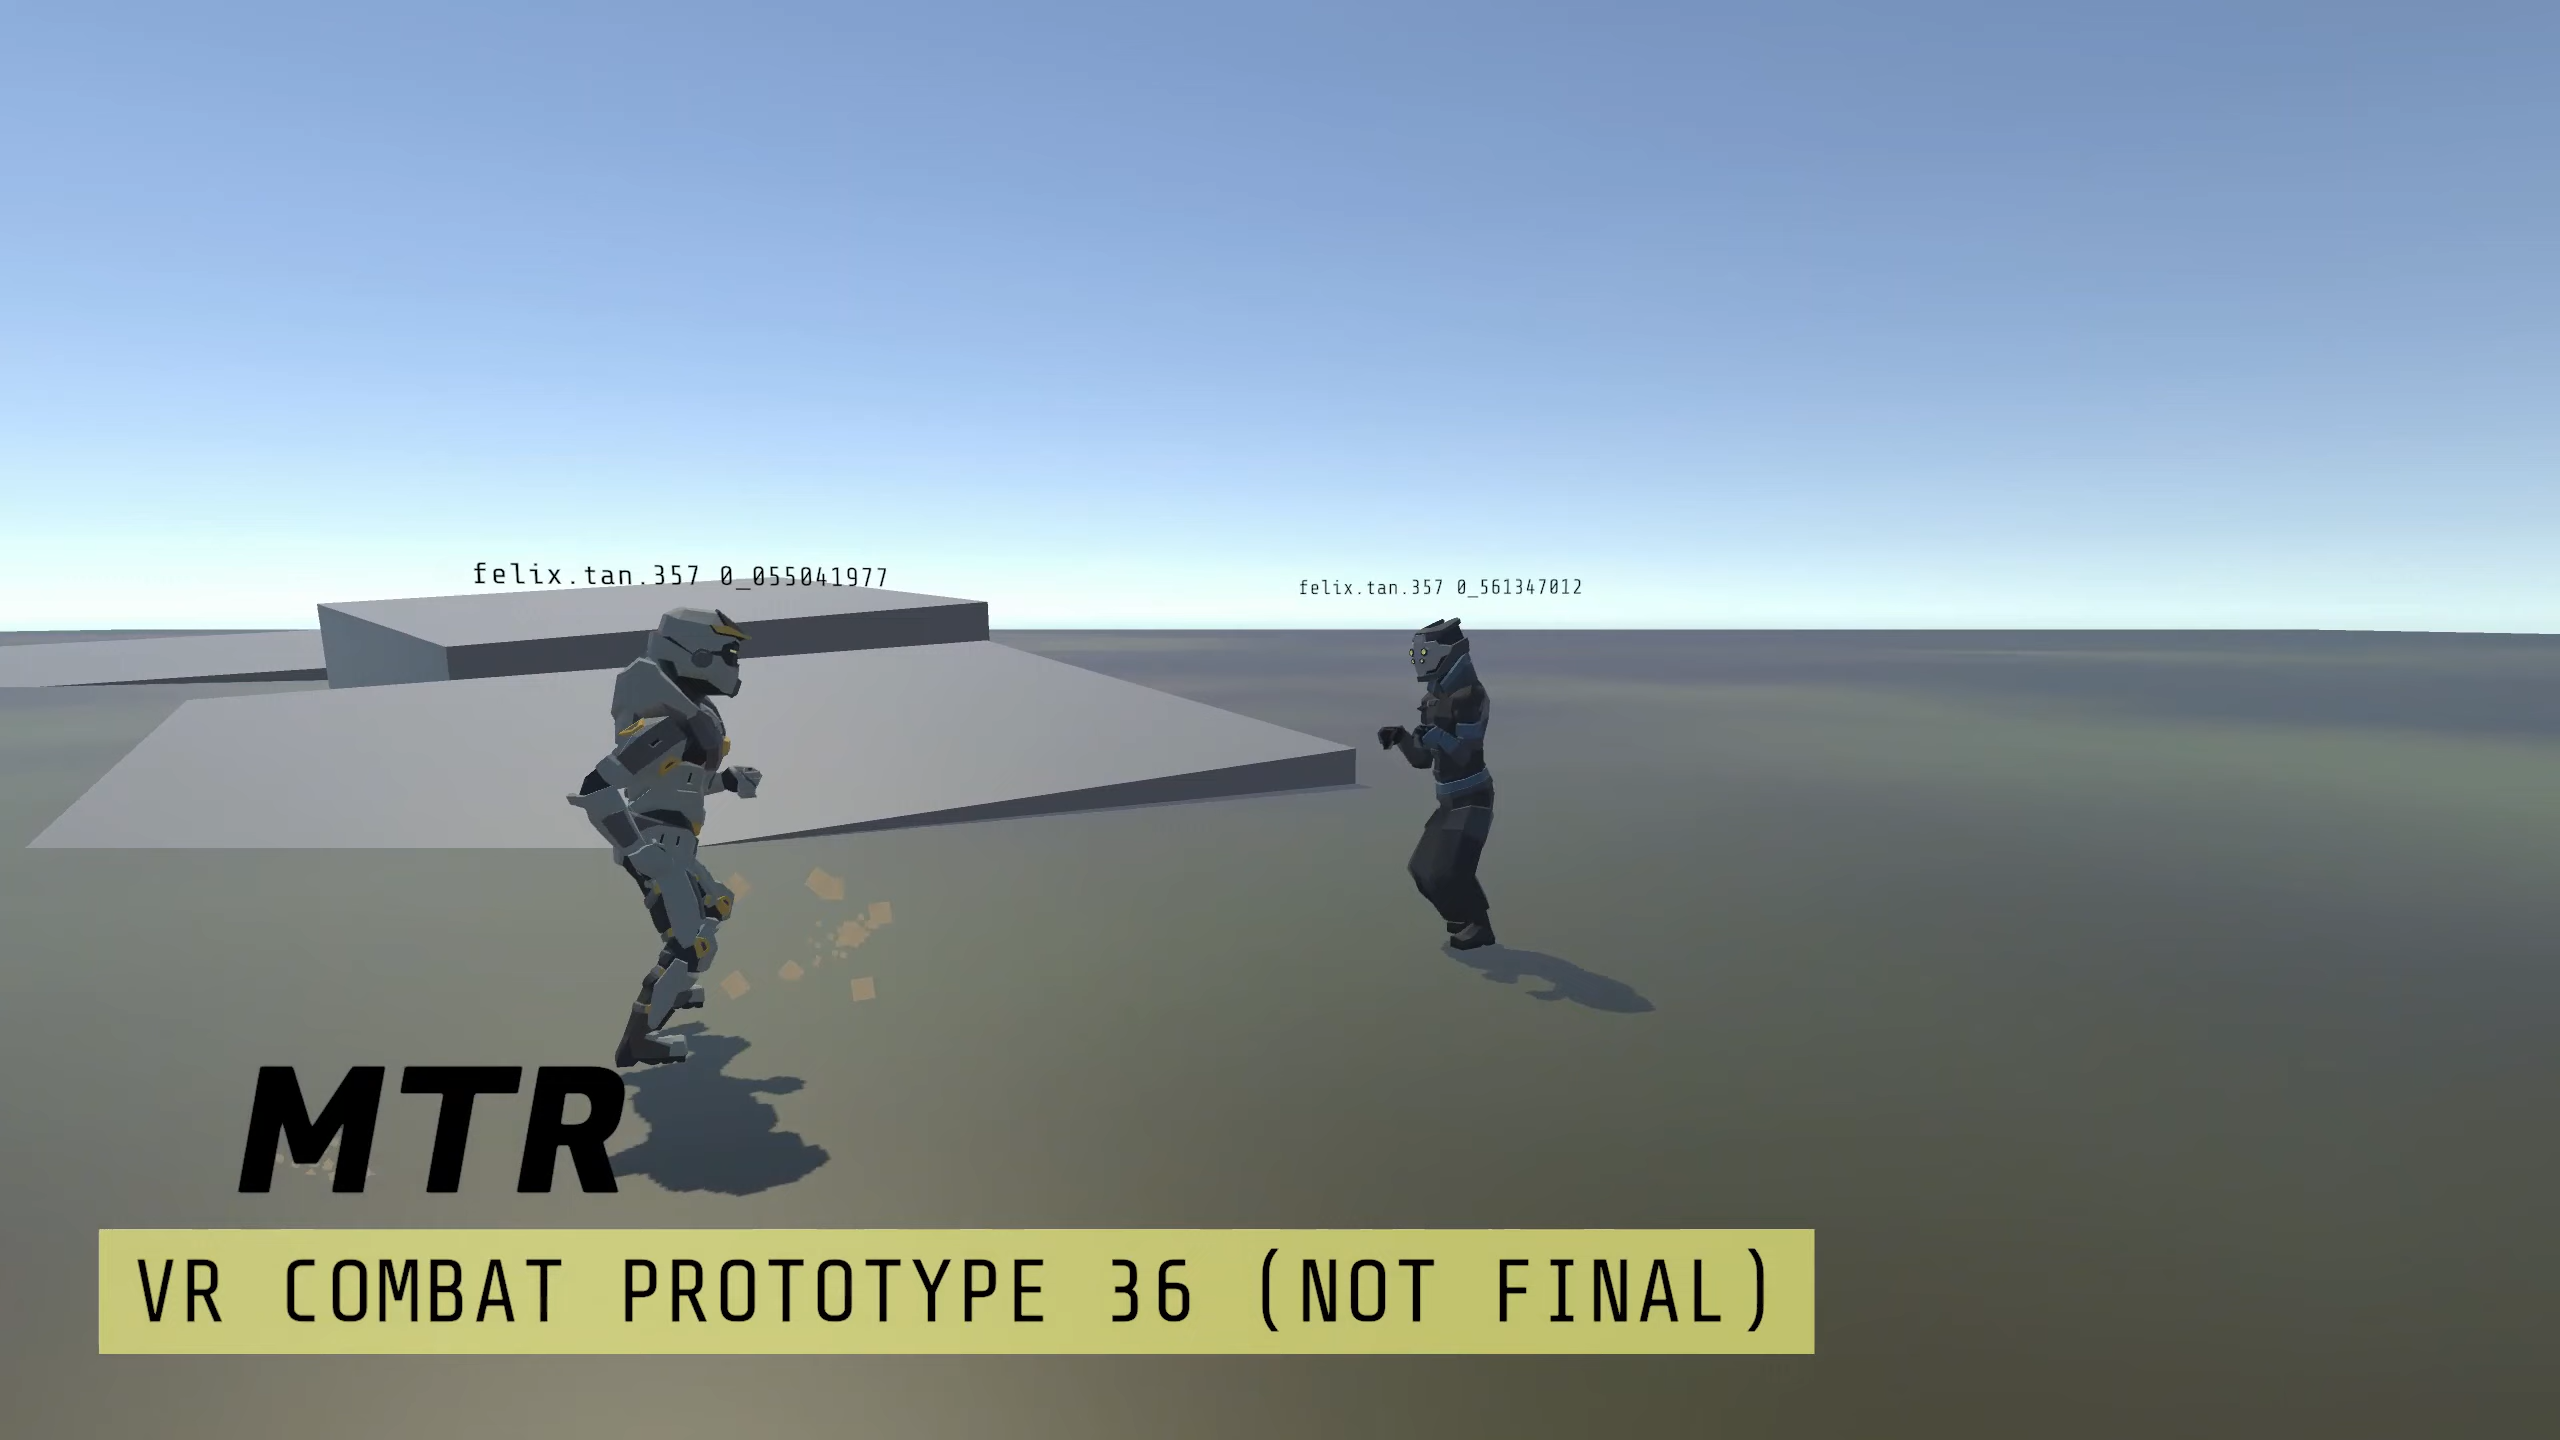 felix.tan.357 0_055041977
felix.tan.357 0_561347012
MTR
VR COMBAT PROTOTYPE 36 (NOT FINAL)